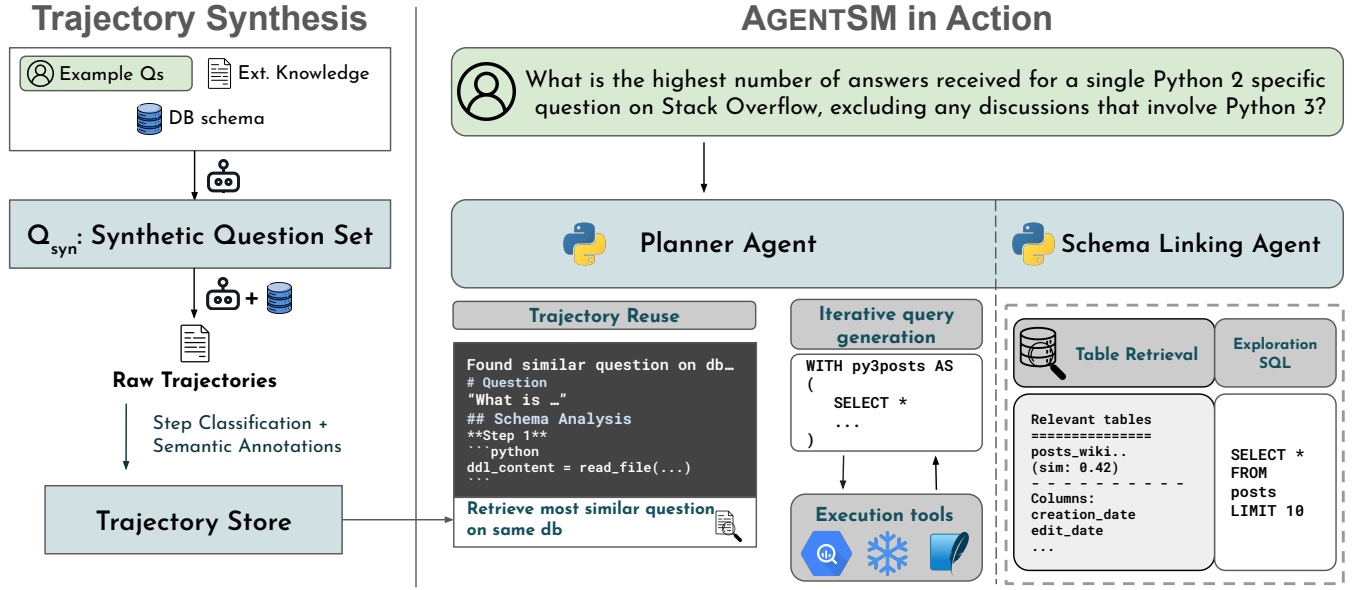 Trajectory Synthesis
Example Qs
Ext. Knowledge
DB schema
Qsyn: Synthetic Question Set
+
Raw Trajectories
Step Classification +
Semantic Annotations
Trajectory Store
AGENTSM in Action
What is the highest number of answers received for a single Python 2 specific
question on Stack Overflow, excluding any discussions that involve Python 3?
Planner Agent
Schema Linking Agent
Trajectory Reuse
Found similar question on db…
# Question
“What is …”
## Schema Analysis
**Step 1**
```python
ddl_content = read_file(...)
```
Retrieve most similar question
on same db
Iterative query
generation
WITH py3posts AS
(
SELECT *
...
)
Execution tools
Table Retrieval
Exploration
SQL
Relevant tables
===============
posts_wiki..
(sim: 0.42)
- - - - - - - - - -
Columns:
creation_date
edit_date
...
SELECT *
FROM
posts
LIMIT 10